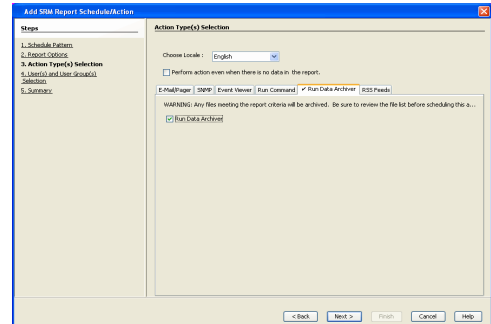 Add SRM Report Schedule/Action
Steps
1. Schedule Pattern
2. Report Options
3. Action Type(s) Selection
4. User(s) and User Group(s)
Selection
5. Summary
Action Type(s) Selection
Choose Locale :
English
Perform action even when there is no data in the report.
E-Mail/Pager
SNMP
Event Viewer
Run Command
✔ Run Data Archiver
RSS Feeds
WARNING: Any files meeting the report criteria will be archived. Be sure to review the file list before scheduling this a...
Run Data Archiver
< Back
Next >
Finish
Cancel
Help